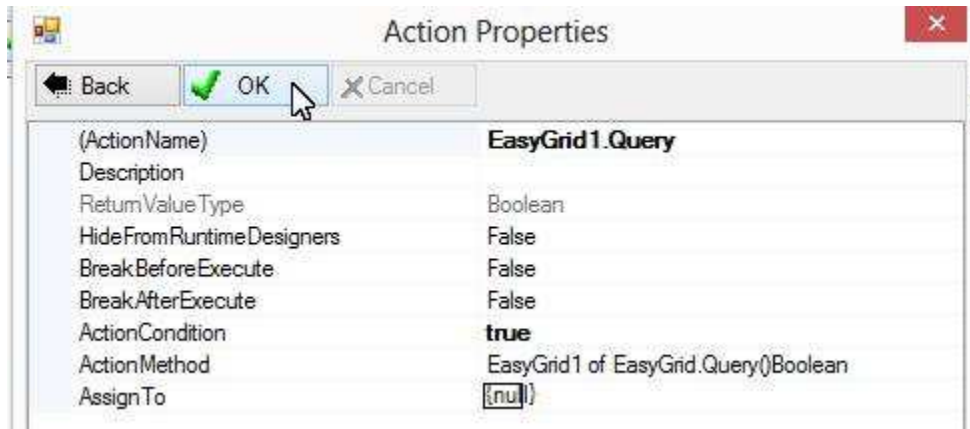 Action Properties
Back OK Cancel
(ActionName) EasyGrid1.Query
Description
ReturnValueType Boolean
HideFromRuntimeDesigners False
BreakBeforeExecute False
BreakAfterExecute False
ActionCondition true
ActionMethod EasyGrid1 of EasyGrid.Query()Boolean
AssignTo {null}